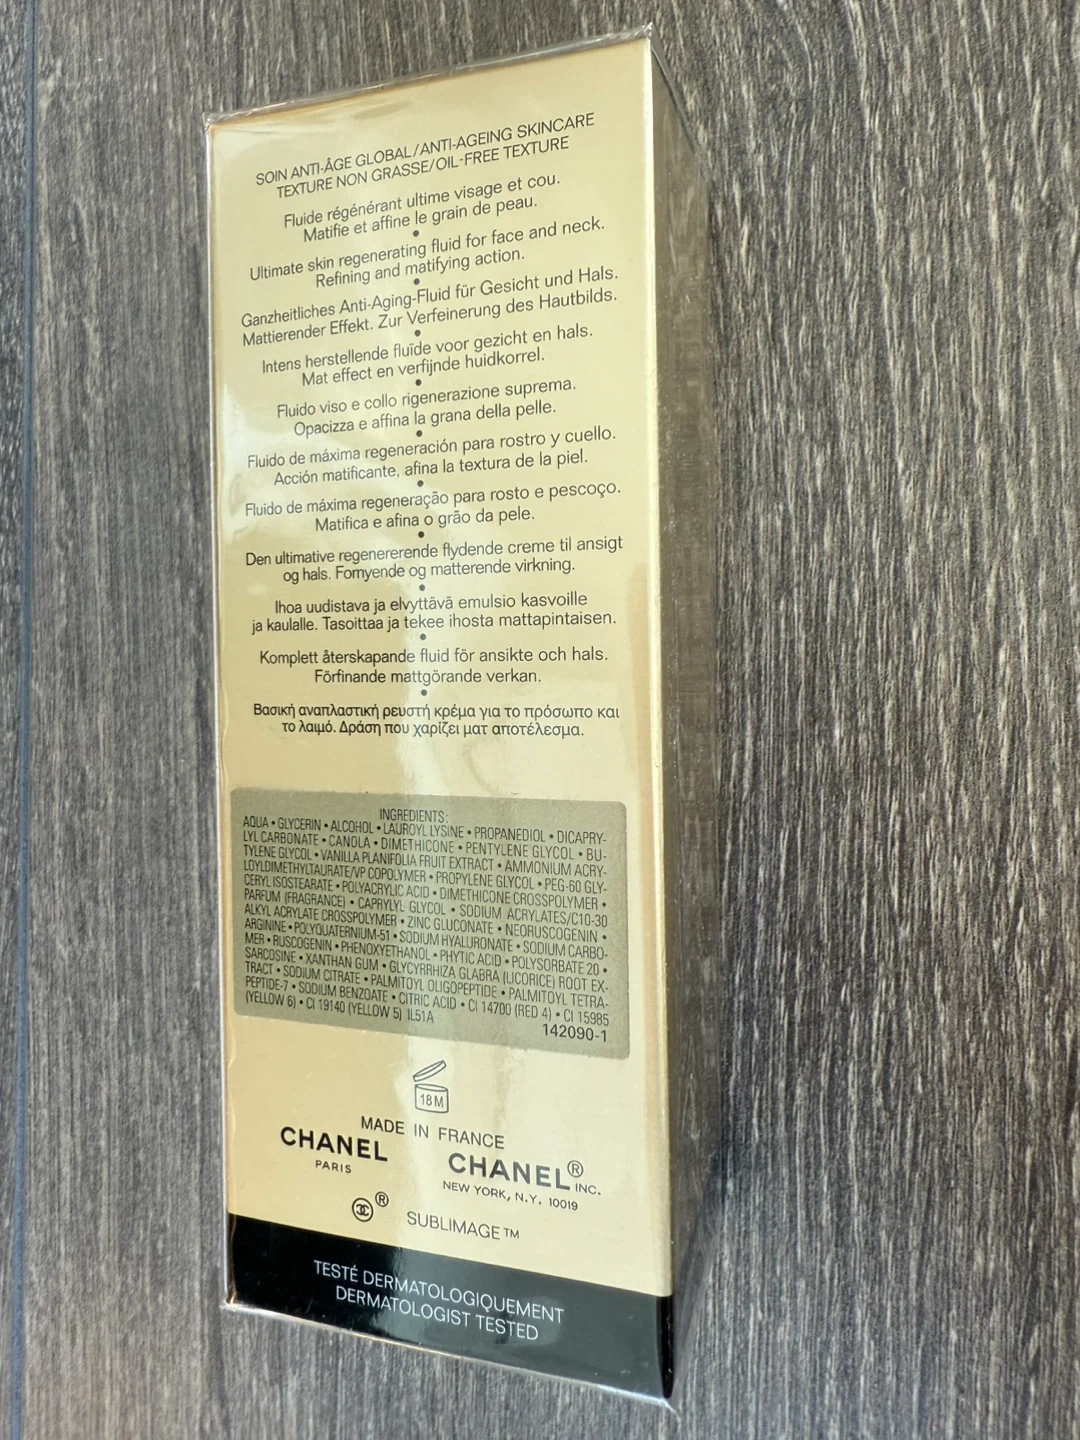 SOIN ANTI-ÂGE GLOBAL/ANTI-AGEING SKINCARE
TEXTURE NON GRASSE/OIL-FREE TEXTURE
Fluide régénérant ultime visage et cou.
Matifie et affine le grain de peau.
•
Ultimate skin regenerating fluid for face and neck.
Refining and matifying action.
•
Ganzheitliches Anti-Aging-Fluid für Gesicht und Hals.
Mattierender Effekt. Zur Verfeinerung des Hautbilds.
•
Intens herstellende fluïde voor gezicht en hals.
Mat effect en verfijnde huidkorrel.
•
Fluido viso e collo rigenerazione suprema.
Opacizza e affina la grana della pelle.
•
Fluido de máxima regeneración para rostro y cuello.
Acción matificante, afina la textura de la piel.
•
Fluido de máxima regeneração para rosto e pescoço.
Matifica e afina o grão da pele.
•
Den ultimative regenererende flydende creme til ansigt
og hals. Fornyende og matterende virkning.
•
Ihoa uudistava ja elvyttävä emulsio kasvoille
ja kaulalle. Tasoittaa ja tekee ihosta mattapintaisen.
•
Komplett återskapande fluid för ansikte och hals.
Förfinande mattgörande verkan.
•
Βασική αναπλαστική ρευστή κρέμα για το πρόσωπο και
το λαιμό. Δράση που χαρίζει ματ αποτέλεσμα.
INGREDIENTS:
AQUA • GLYCERIN • ALCOHOL • LAUROYL LYSINE • PROPANEDIOL • DICAPRY-
LYL CARBONATE • CANOLA • DIMETHICONE • PENTYLENE GLYCOL • BU-
TYLENE GLYCOL • VANILLA PLANIFOLIA FRUIT EXTRACT • AMMONIUM ACRY-
LOYLDIMETHYLTAURATE/VP COPOLYMER • PROPYLENE GLYCOL • PEG-60 GLY-
CERYL ISOSTEARATE • POLYACRYLIC ACID • DIMETHICONE CROSSPOLYMER •
PARFUM (FRAGRANCE) • CAPRYLYL GLYCOL • SODIUM ACRYLATES/C10-30
ALKYL ACRYLATE CROSSPOLYMER • ZINC GLUCONATE • NEORUSCOGENIN •
ARGININE • POLYQUATERNIUM-51 • SODIUM HYALURONATE • SODIUM CARBO-
MER • RUSCOGENIN • PHENOXYETHANOL • PHYTIC ACID • POLYSORBATE 20 •
SARCOSINE • XANTHAN GUM • GLYCYRRHIZA GLABRA (LICORICE) ROOT EX-
TRACT • SODIUM CITRATE • PALMITOYL OLIGOPEPTIDE • PALMITOYL TETRA-
PEPTIDE-7 • SODIUM BENZOATE • CITRIC ACID • CI 14700 (RED 4) • CI 15985
(YELLOW 6) • CI 19140 (YELLOW 5) IL51A
142090-1
18 M
MADE IN FRANCE
CHANEL
PARIS
CHANEL® INC.
NEW YORK, N.Y. 10019
®
SUBLIMAGE™
TESTÉ DERMATOLOGIQUEMENT
DERMATOLOGIST TESTED